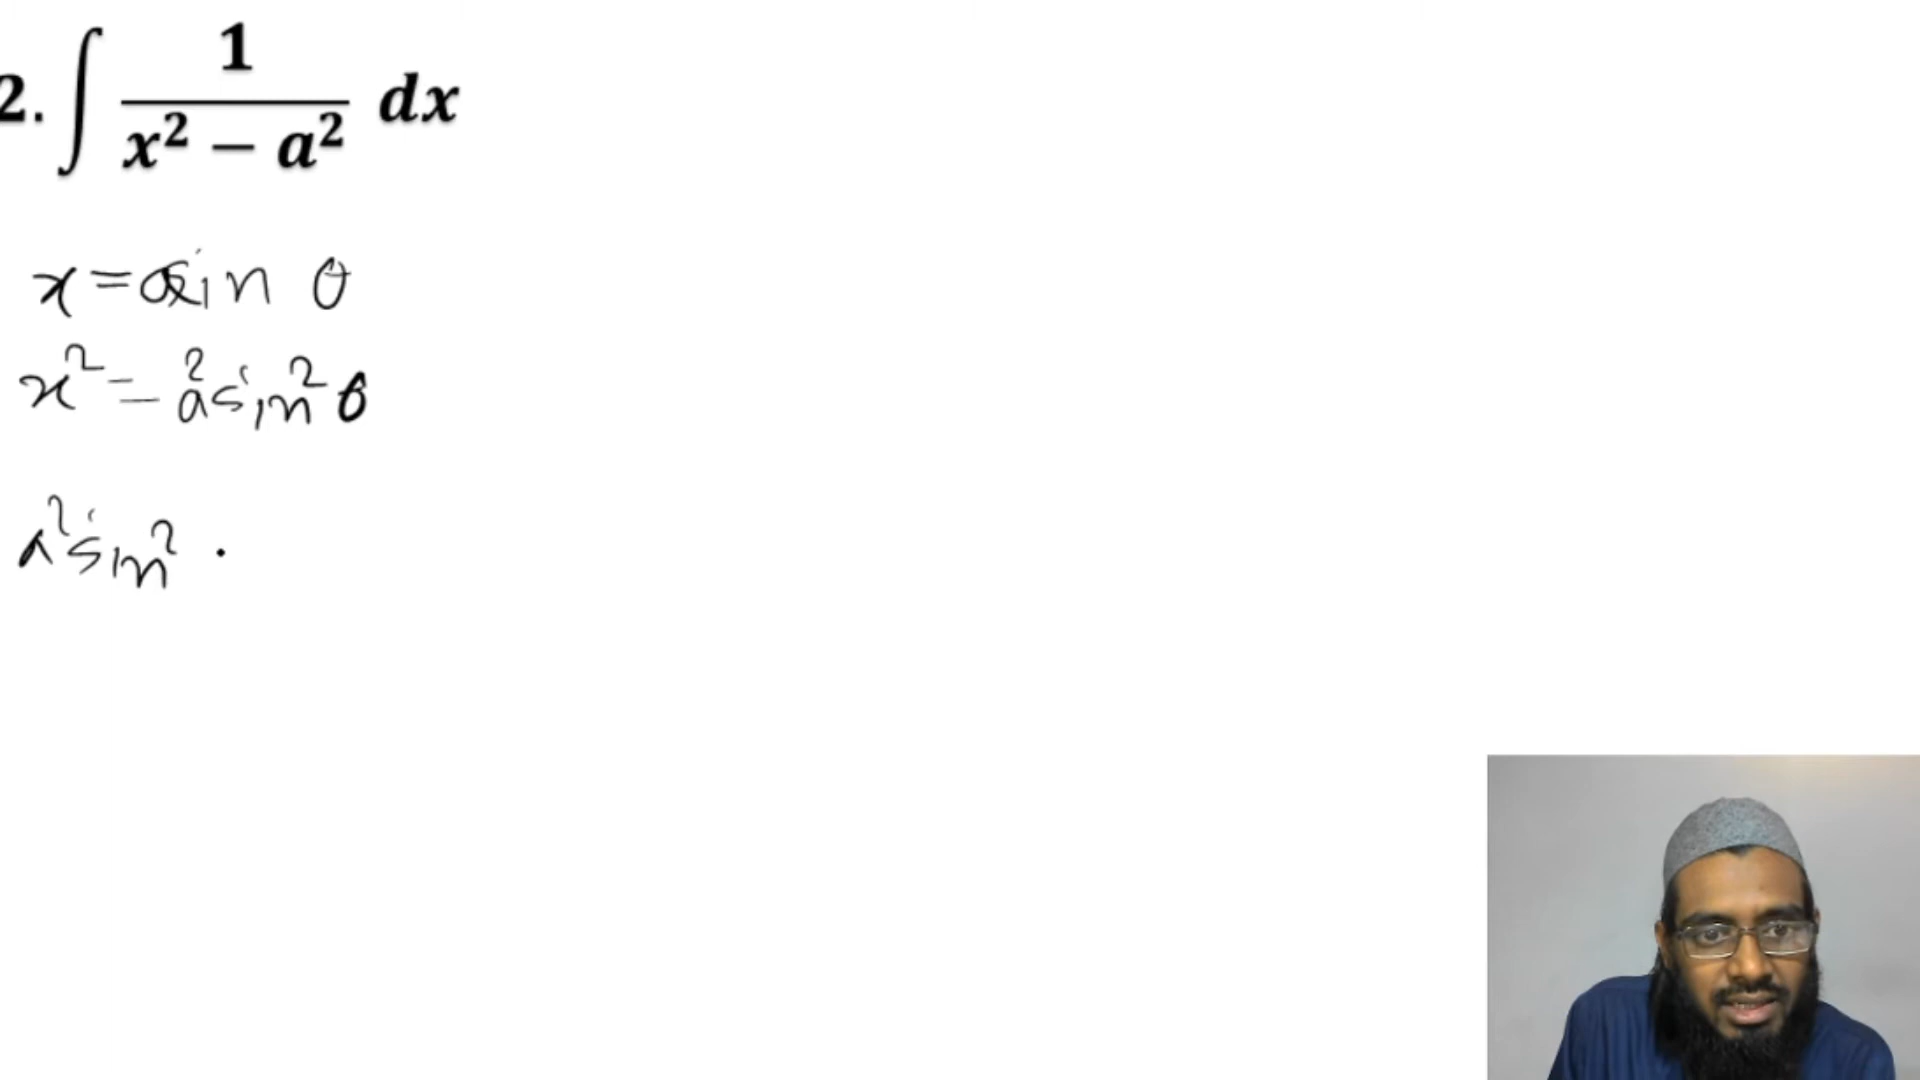 2. ∫ 1/(x² − a²) dx
x = a sin θ
x² = a² sin² θ
a² sin²